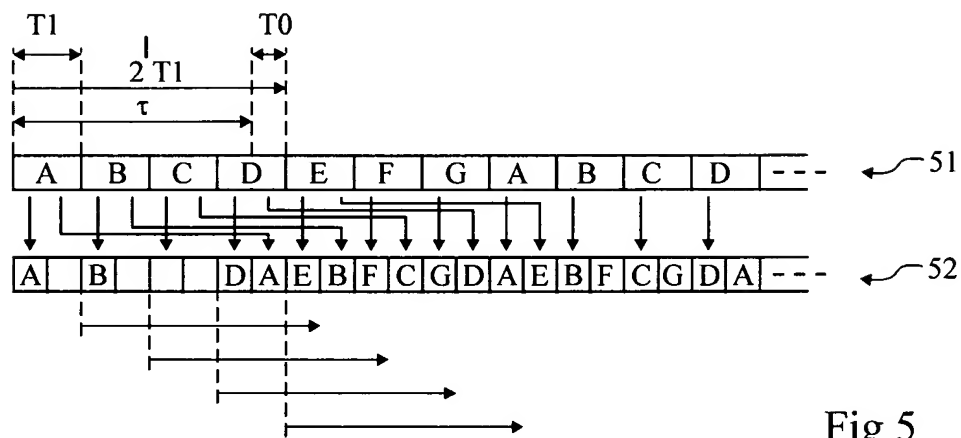 T1 T0
2 T1
τ
A B C D E F G A B C D --- 51
A B D A E B F C G D A E B F C G D A --- 52
Fig 5